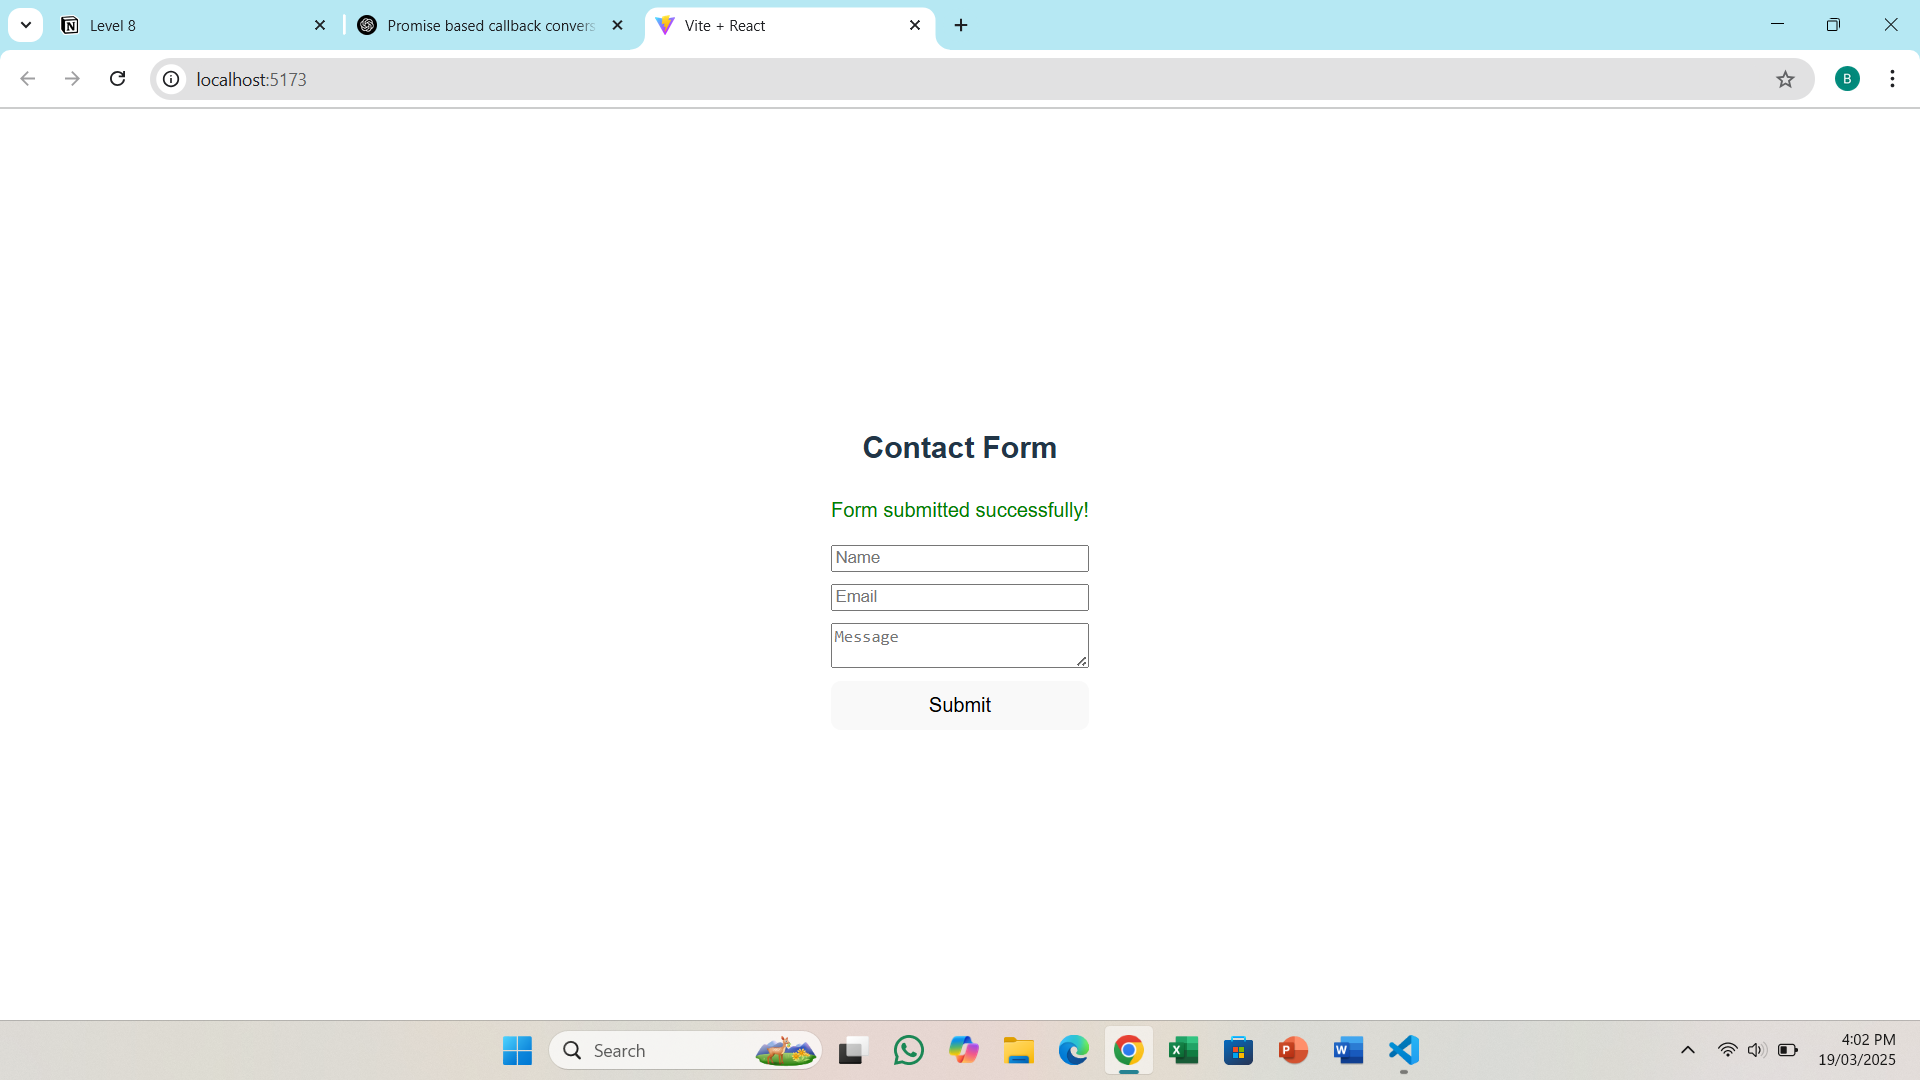 Level 8
Promise based callback convers
Vite + React
localhost:5173
B
Contact Form
Form submitted successfully!
Name
Email
Message
Submit
Search
4:02 PM
19/03/2025